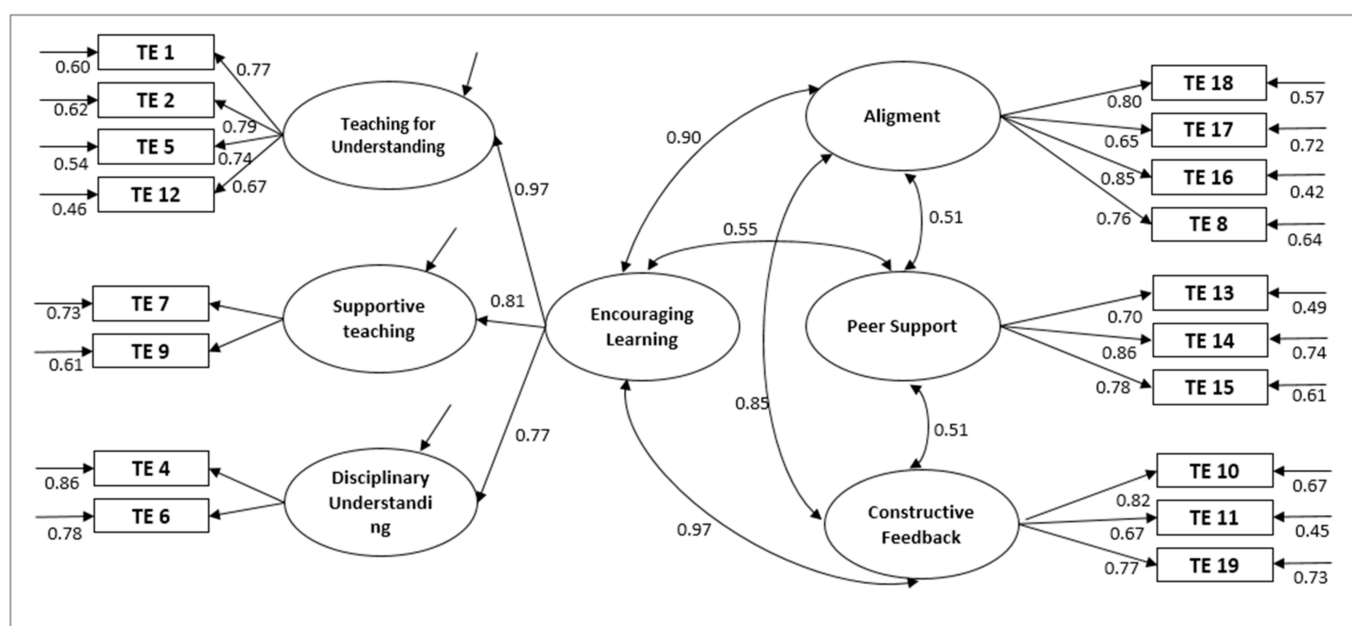 TE 1
0.60
0.77
TE 2
0.62
0.79
TE 5
0.54
0.74
TE 12
0.46
0.67
Teaching for
Understanding
0.97
TE 7
0.73
TE 9
0.61
Supportive
teaching
0.81
TE 4
0.86
TE 6
0.78
Disciplinary
Understandi
ng
0.77
Encouraging
Learning
0.90
0.55
0.85
0.97
Aligment
0.51
TE 18
0.80
0.57
TE 17
0.65
0.72
TE 16
0.85
0.42
TE 8
0.76
0.64
Peer Support
0.51
TE 13
0.70
0.49
TE 14
0.86
0.74
TE 15
0.78
0.61
Constructive
Feedback
TE 10
0.82
0.67
TE 11
0.67
0.45
TE 19
0.77
0.73